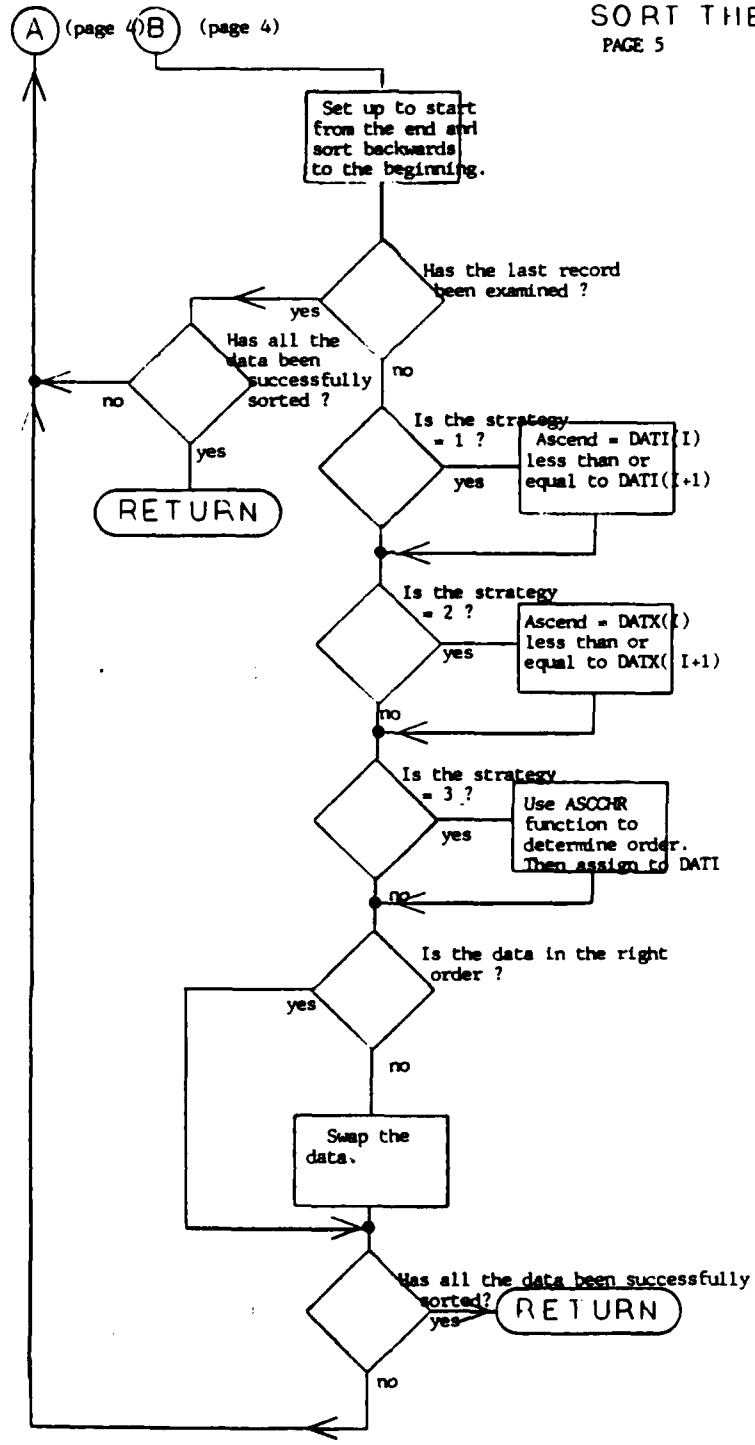 A (page 4) B (page 4)
SORT THE
PAGE 5
Set up to start
from the end and
sort backwards
to the beginning.
Has the last record
been examined ?
yes
no
Has all the
data been
successfully
sorted ?
no
yes
RETURN
Is the strategy
= 1 ?
yes
Ascend = DATI(I)
less than or
equal to DATI(I+1)
Is the strategy
= 2 ?
yes
Ascend = DATX(I)
less than or
equal to DATX( I+1)
no
Is the strategy
= 3 ?
yes
Use ASCCHR
function to
determine order.
Then assign to DATI
no
Is the data in the right
order ?
yes
no
Swap the
data.
Has all the data been successfully
sorted?
yes
RETURN
no